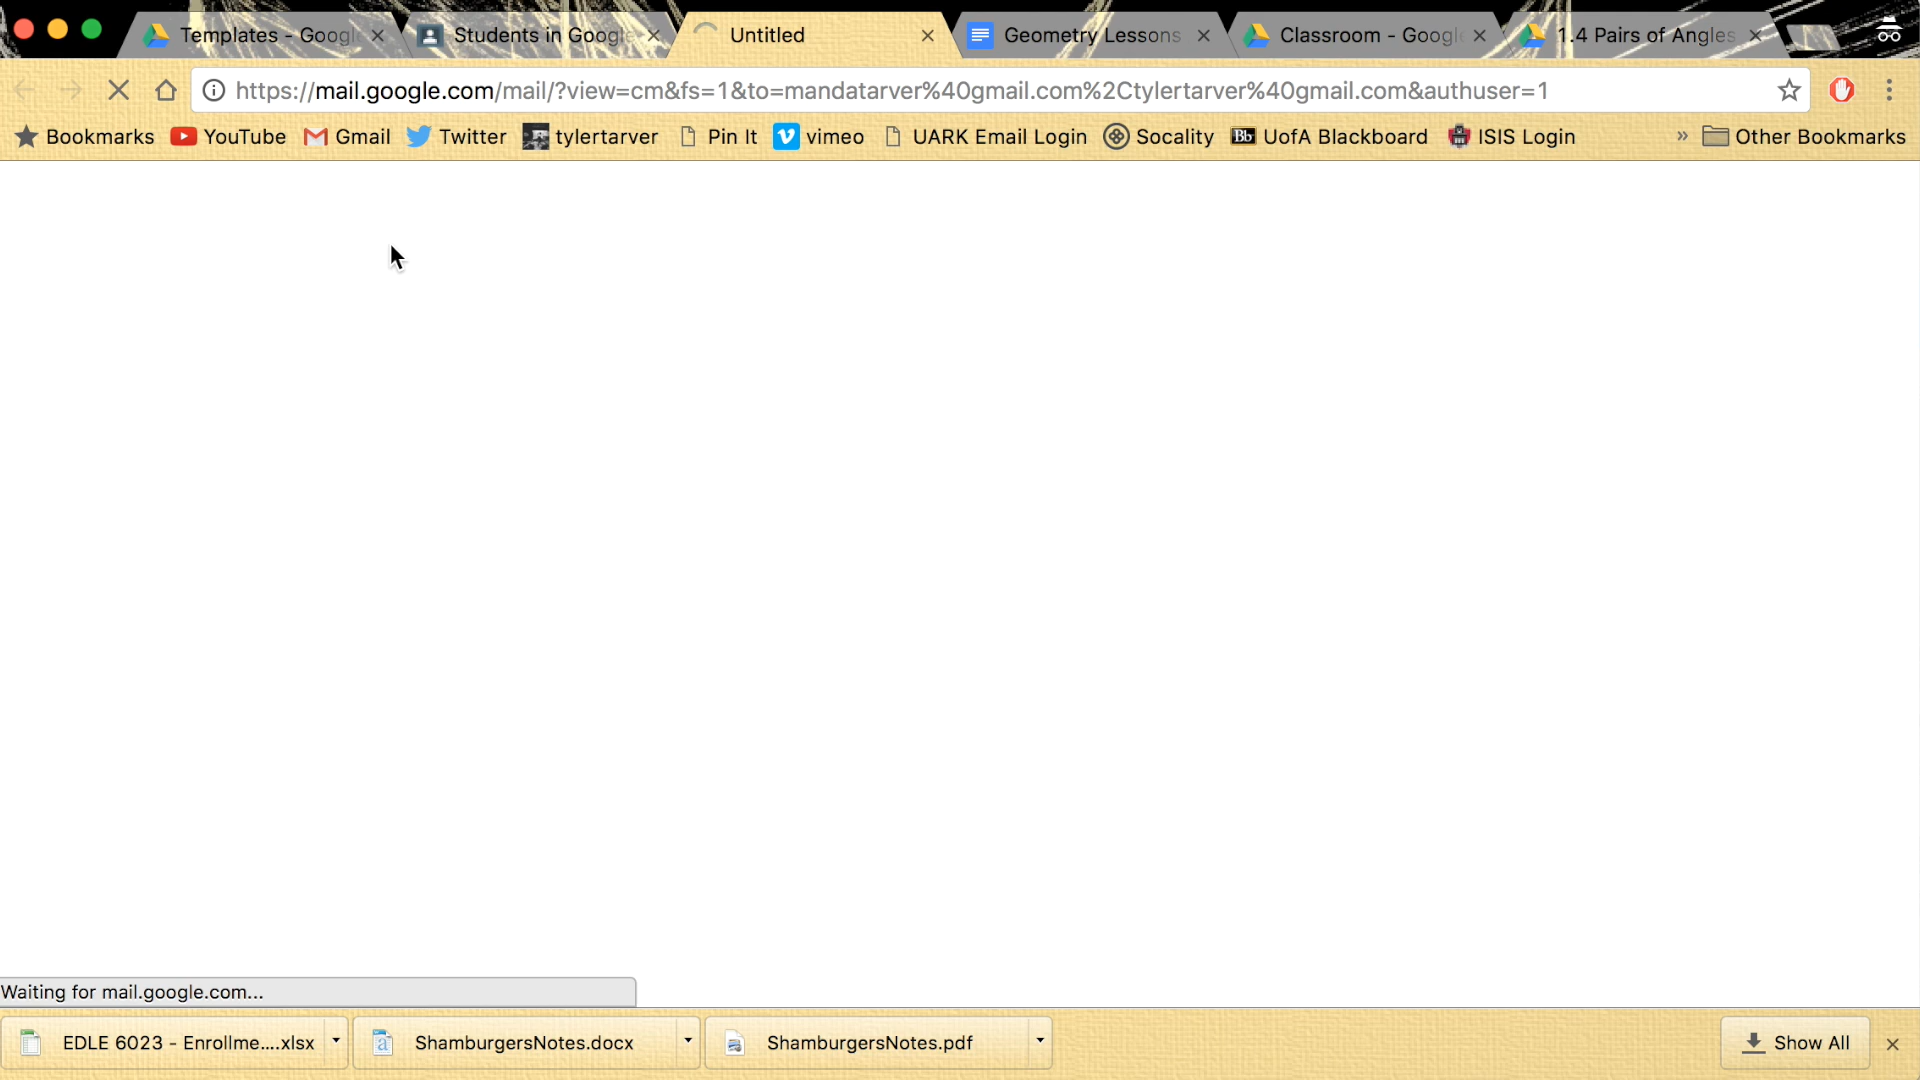 Templates - Googl
Students in Google
Untitled
Geometry Lessons
Classroom - Google
1.4 Pairs of Angles
https://mail.google.com/mail/?view=cm&fs=1&to=mandatarver%40gmail.com%2Ctylertarver%40gmail.com&authuser=1
Bookmarks
YouTube
Gmail
Twitter
tylertarver
Pin It
vimeo
UARK Email Login
Socality
Bb UofA Blackboard
ISIS Login
»
Other Bookmarks
Waiting for mail.google.com...
EDLE 6023 - Enrollme....xlsx
ShamburgersNotes.docx
ShamburgersNotes.pdf
Show All